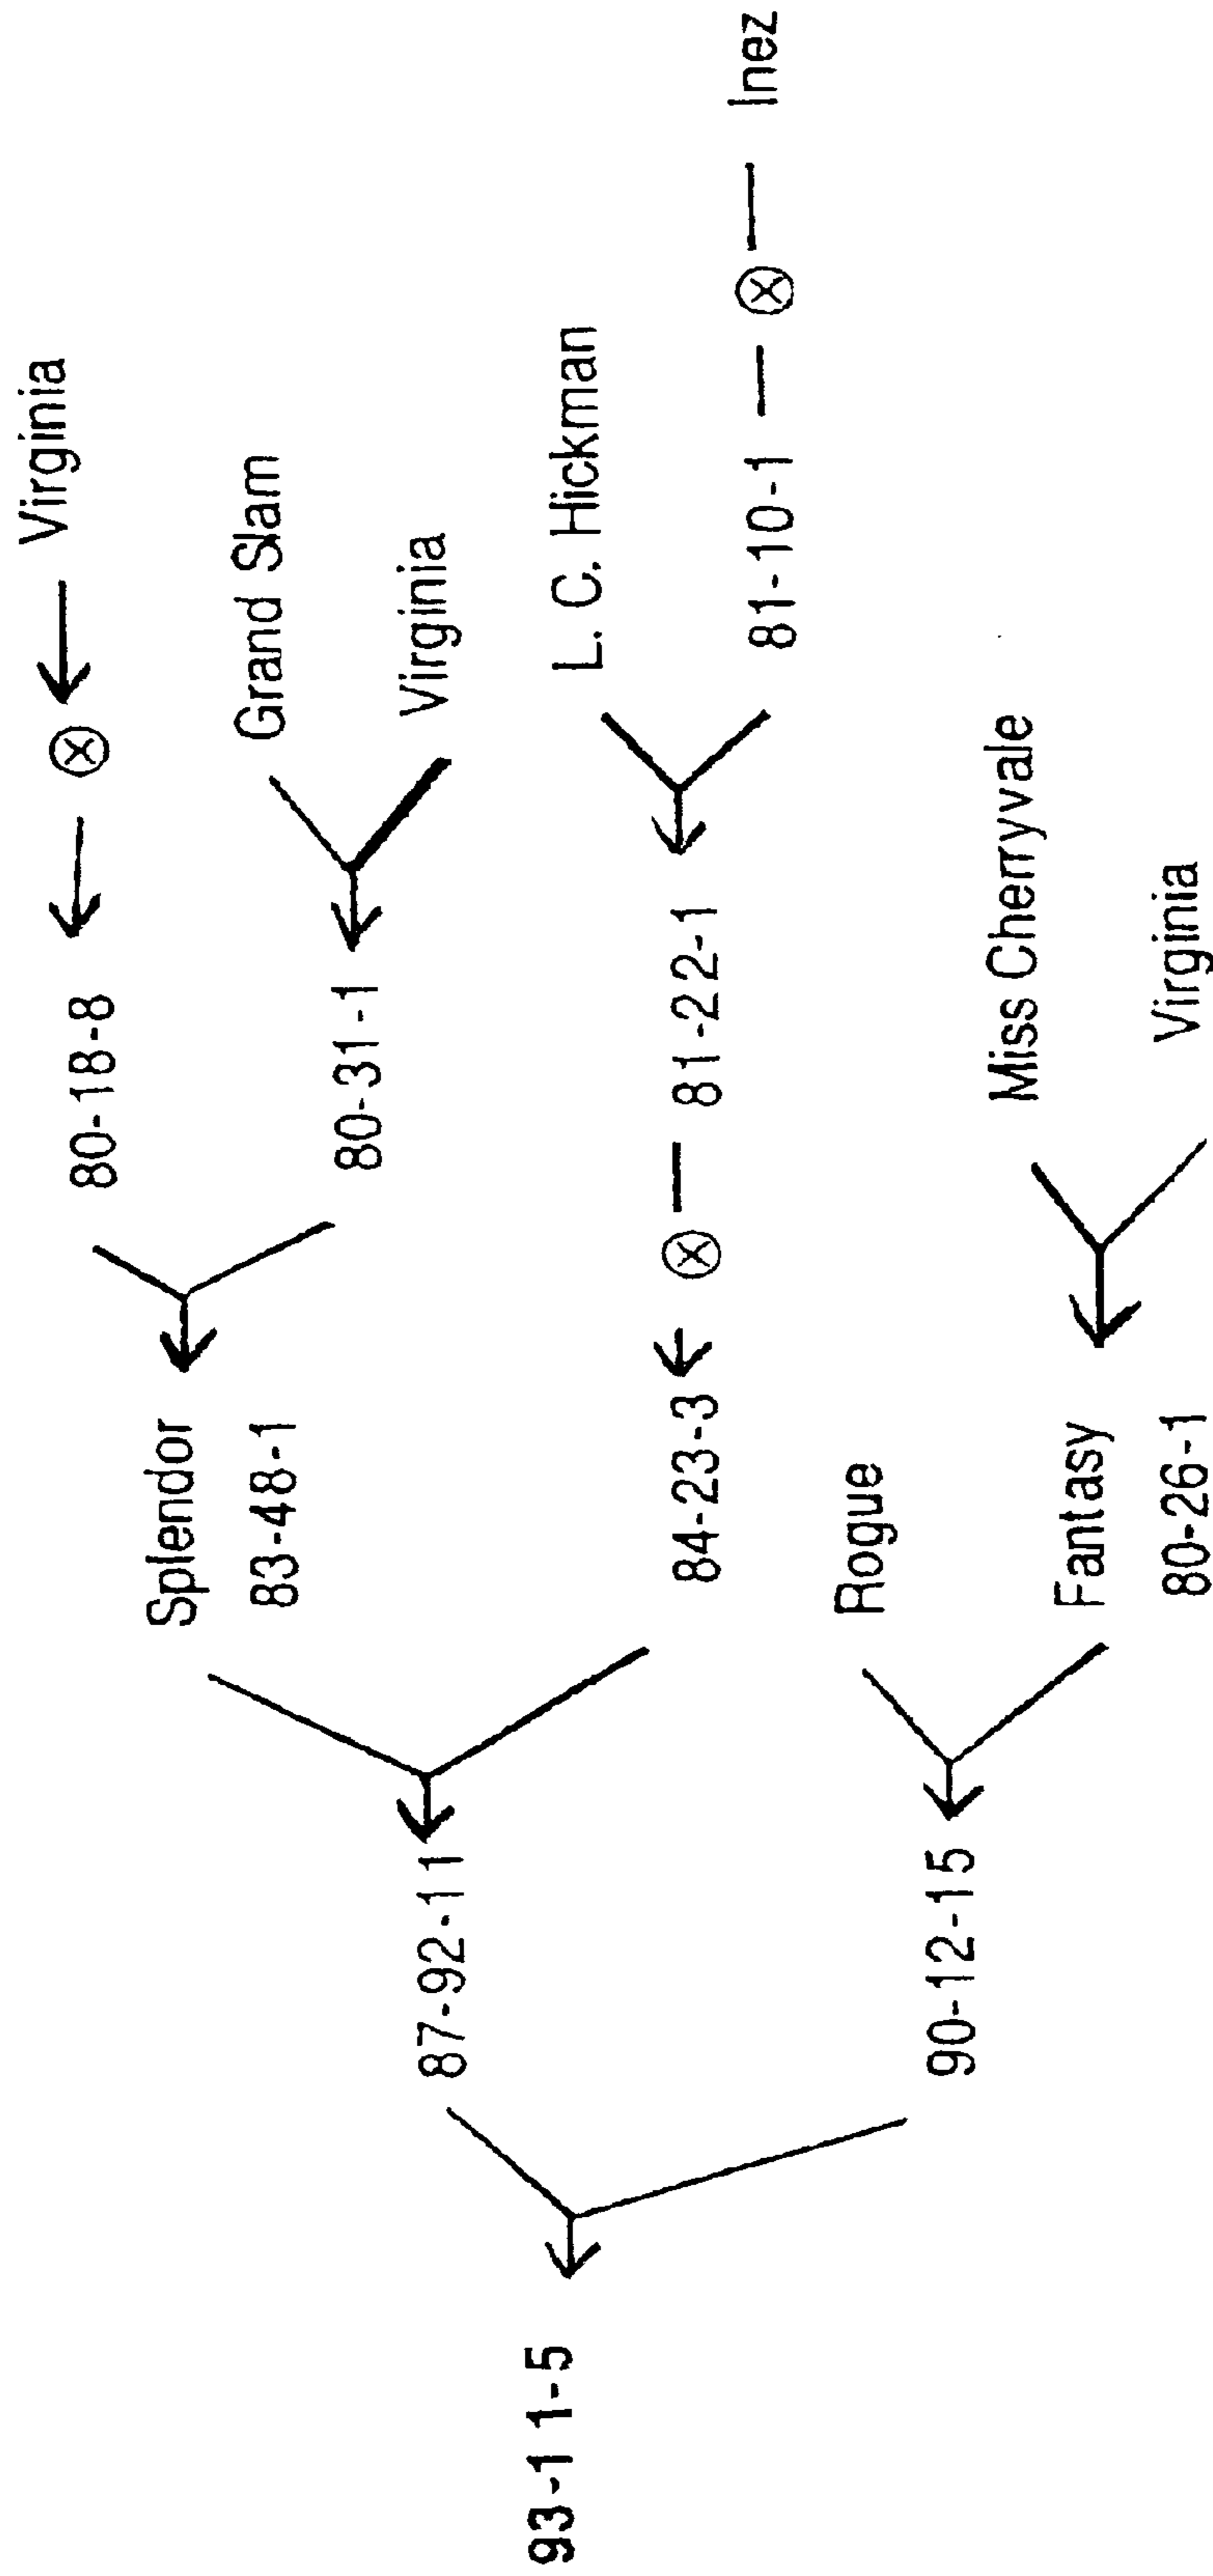 Virginia
80-18-8
Grand Slam
Splendor
83-48-1
80-31-1
Virginia
87-92-11
L. C. Hickman
93-11-5
84-23-3
81-22-1
81-10-1
Inez
Rogue
90-12-15
Miss Cherryvale
Fantasy
80-26-1
Virginia